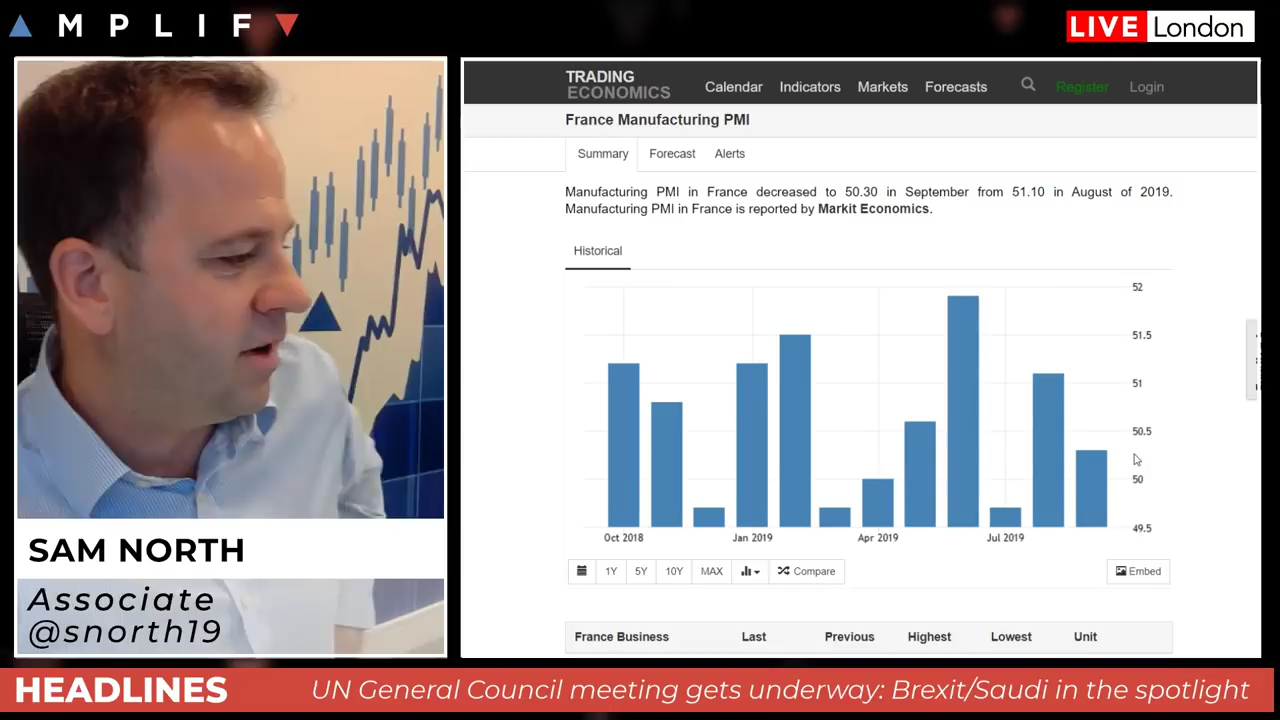 MPLIF
LIVE London
TRADING
ECONOMICS
Calendar Indicators Markets Forecasts Register Login
France Manufacturing PMI
Summary Forecast Alerts
Manufacturing PMI in France decreased to 50.30 in September from 51.10 in August of 2019.
Manufacturing PMI in France is reported by Markit Economics.
Historical
52
51.5
51
50.5
50
49.5
Oct 2018 Jan 2019 Apr 2019 Jul 2019
1Y 5Y 10Y MAX Compare Embed
France Business Last Previous Highest Lowest Unit
SAM NORTH
Associate
@snorth19
HEADLINES UN General Council meeting gets underway: Brexit/Saudi in the spotlight